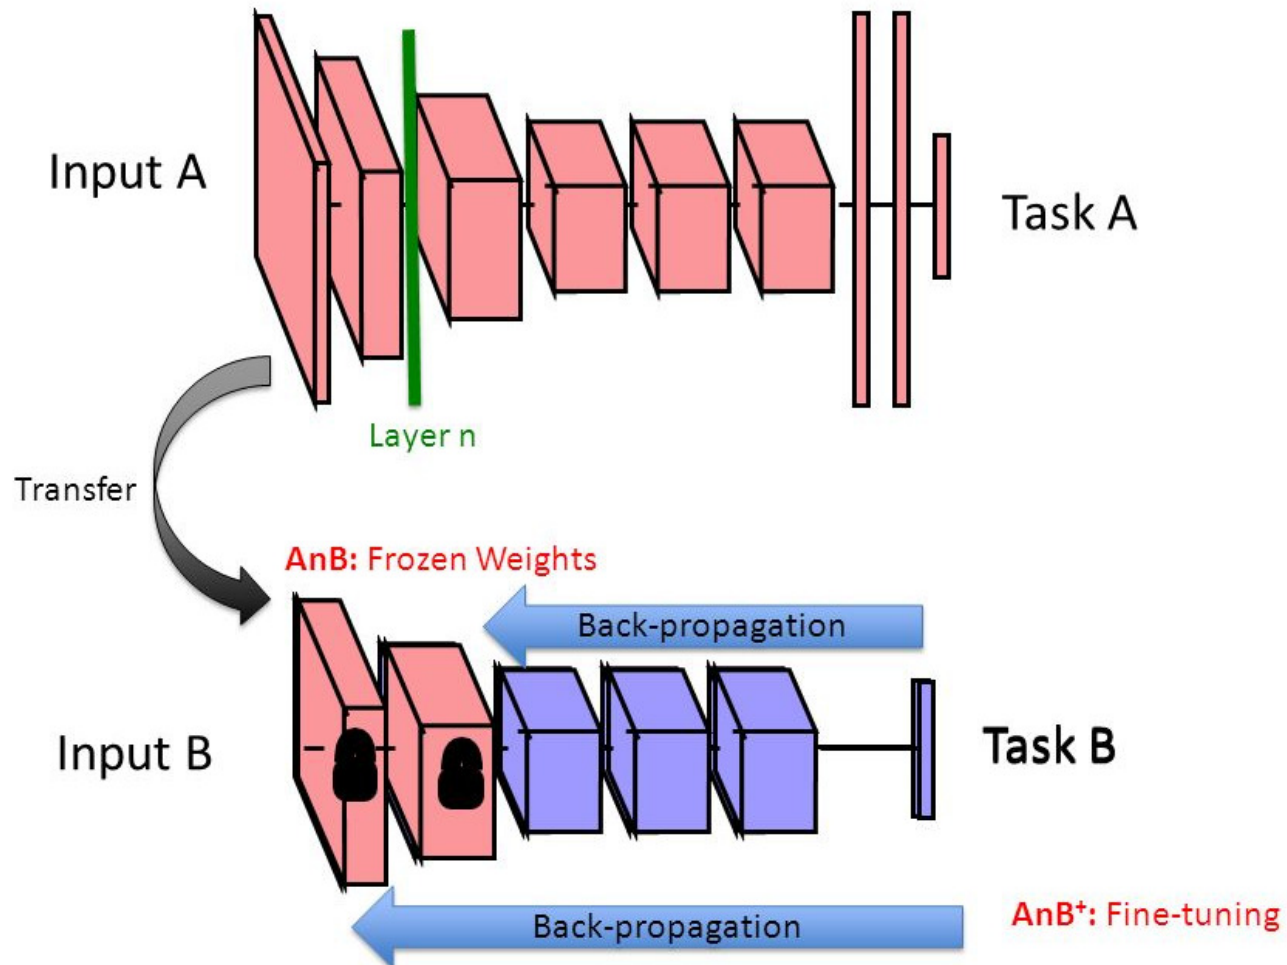 Input A
Task A
Layer n
Transfer
AnB: Frozen Weights
Back-propagation
Input B
Task B
Back-propagation
AnB⁺: Fine-tuning